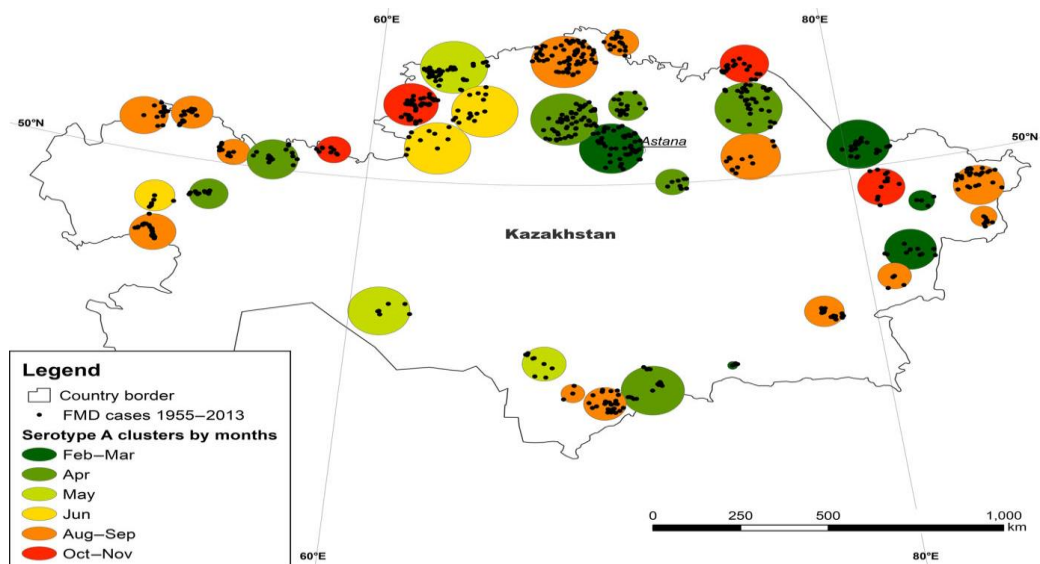 60°E
80°E
50°N
50°N
Astana
Kazakhstan
Legend
Country border
FMD cases 1955–2013
Serotype A clusters by months
Feb–Mar
Apr
May
Jun
Aug–Sep
Oct–Nov
0 250 500 1,000
km
60°E
80°E